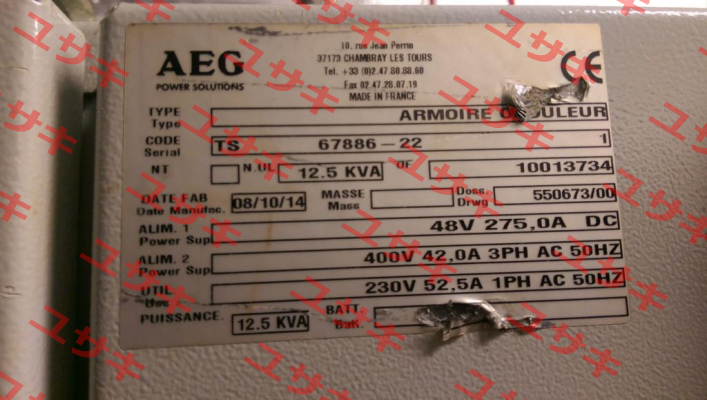 AEG
POWER SOLUTIONS
10, rue Jean Perrin
37173 CHAMBRAY LES TOURS
Tel. +33 (0)2.47.80.88.60
Fax 02.47.28.07.19
MADE IN FRANCE
CE
TYPE
Type
ARMOIRE
CODE
Serial
TS 67886-22 1
NT
N.UL 12.5 KVA OF 10013734
DATE FAB
Date Manufac.
08/10/14
MASSE
Mass
Doss.
Drwg
550673/00
ALIM. 1
Power Sup
48V 275,0A DC
ALIM. 2
Power Sup
400V 42,0A 3PH AC 50HZ
UTIL
230V 52,5A 1PH AC 50HZ
PUISSANCE. 12.5 KVA
BATT
Batt.
ユサキ